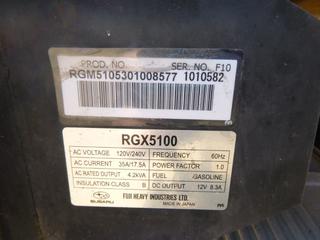 PROD. NO. SERIAL NO. F10
RGM5105301008577 1010582
RGX5100
AC VOLTAGE 120V/240V FREQUENCY 60Hz
AC CURRENT 35A/17.5A POWER FACTOR 1.0
AC RATED OUTPUT 4.2kVA FUEL GASOLINE
INSULATION CLASS B DC OUTPUT 12V 8.3A
SUBARU FUJI HEAVY INDUSTRIES LTD.
MADE IN JAPAN